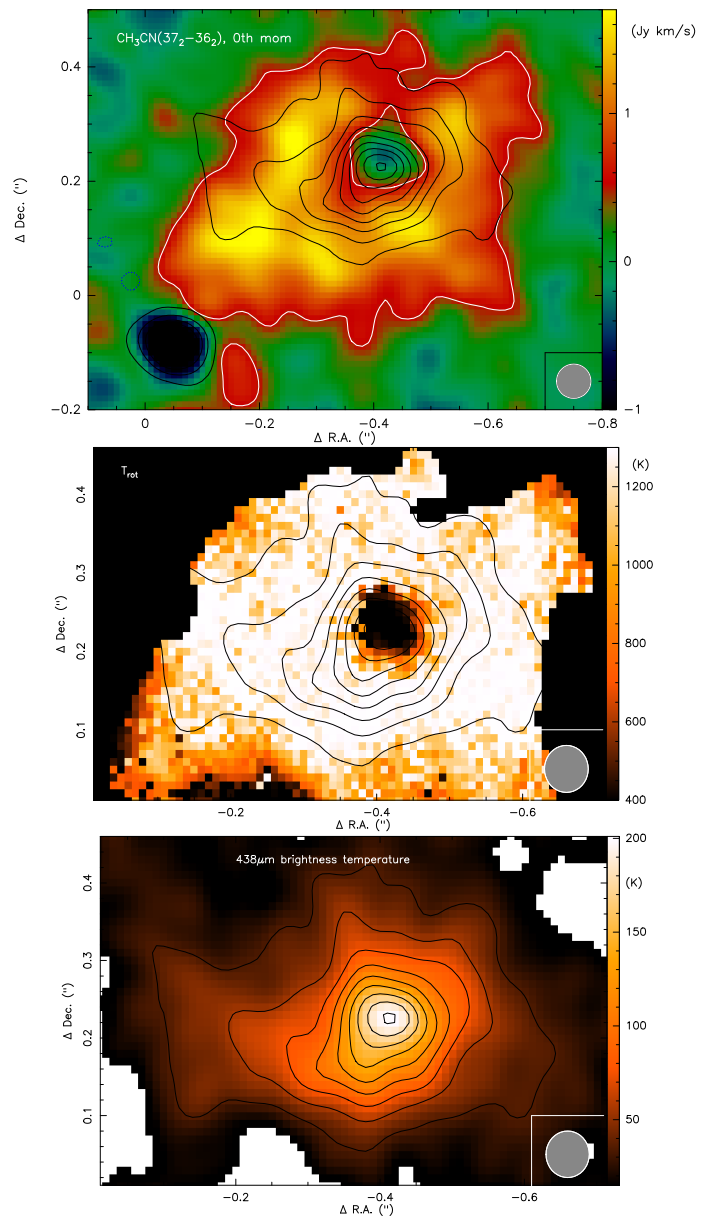 CH₃CN(37₂−36₂), 0th mom
(Jy km/s)
0.4
0.2
0
−0.2
1
0
−1
Δ Dec. (")
0
−0.2
−0.4
−0.6
−0.8
Δ R.A. (")
T_rot
(K)
0.4
0.3
0.2
0.1
1200
1000
800
600
400
Δ Dec. (")
−0.2
−0.4
−0.6
Δ R.A. (")
438μm brightness temperature
200
(K)
0.4
0.3
0.2
0.1
150
100
50
Δ Dec. (")
−0.2
−0.4
−0.6
Δ R.A. (")